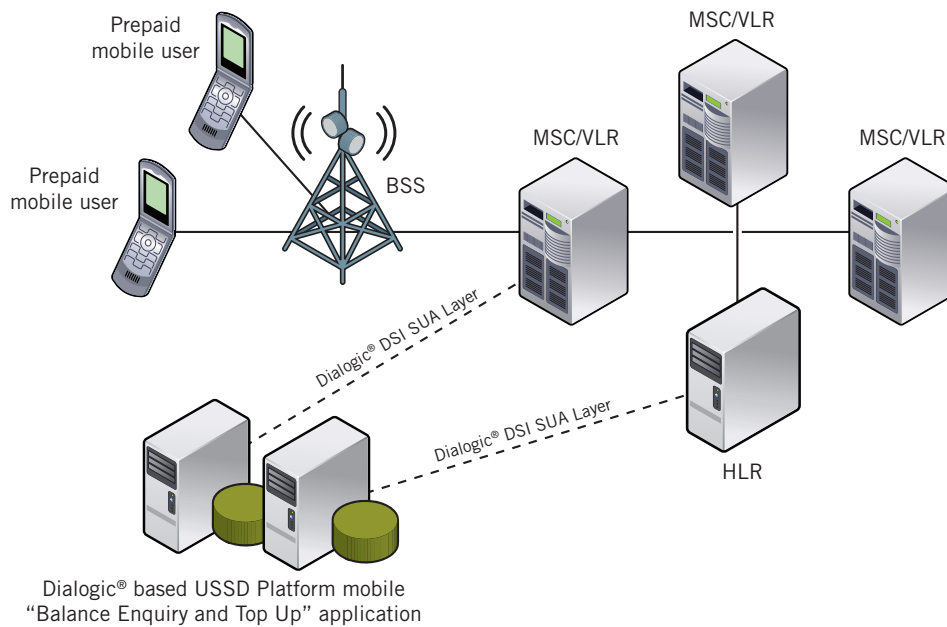 Prepaid
mobile user
MSC/VLR
MSC/VLR
MSC/VLR
Prepaid
mobile user
BSS
Dialogic® DSI SUA Layer
Dialogic® DSI SUA Layer
HLR
Dialogic® based USSD Platform mobile
“Balance Enquiry and Top Up” application